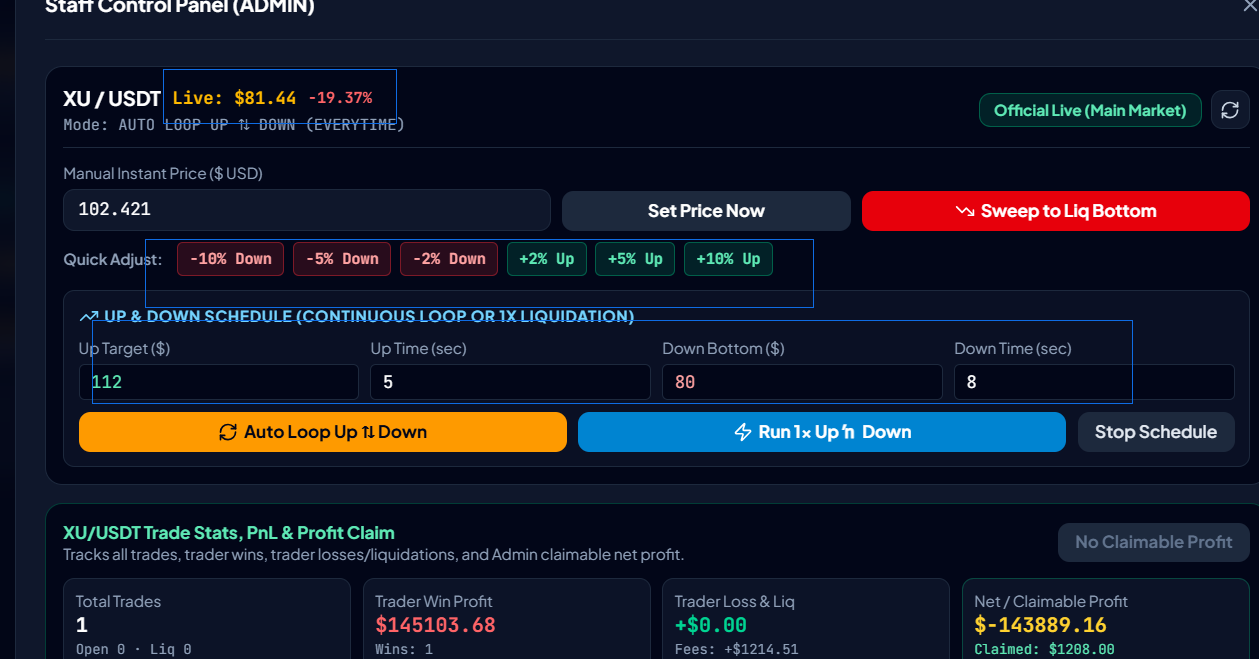 Staff Control Panel (ADMIN)
XU / USDT Live: $81.44 -19.37%
Mode: AUTO LOOP UP ⇅ DOWN (EVERYTIME)
Official Live (Main Market)
Manual Instant Price ($ USD)
102.421
Set Price Now
Sweep to Liq Bottom
Quick Adjust: -10% Down -5% Down -2% Down +2% Up +5% Up +10% Up
UP & DOWN SCHEDULE (CONTINUOUS LOOP OR 1X LIQUIDATION)
Up Target ($) Up Time (sec) Down Bottom ($) Down Time (sec)
112 5 80 8
Auto Loop Up ⇅ Down
Run 1x Up Down
Stop Schedule
XU/USDT Trade Stats, PnL & Profit Claim
Tracks all trades, trader wins, trader losses/liquidations, and Admin claimable net profit.
No Claimable Profit
Total Trades
1
Open 0 · Liq 0
Trader Win Profit
$145103.68
Wins: 1
Trader Loss & Liq
+$0.00
Fees: +$1214.51
Net / Claimable Profit
$-143889.16
Claimed: $1208.00